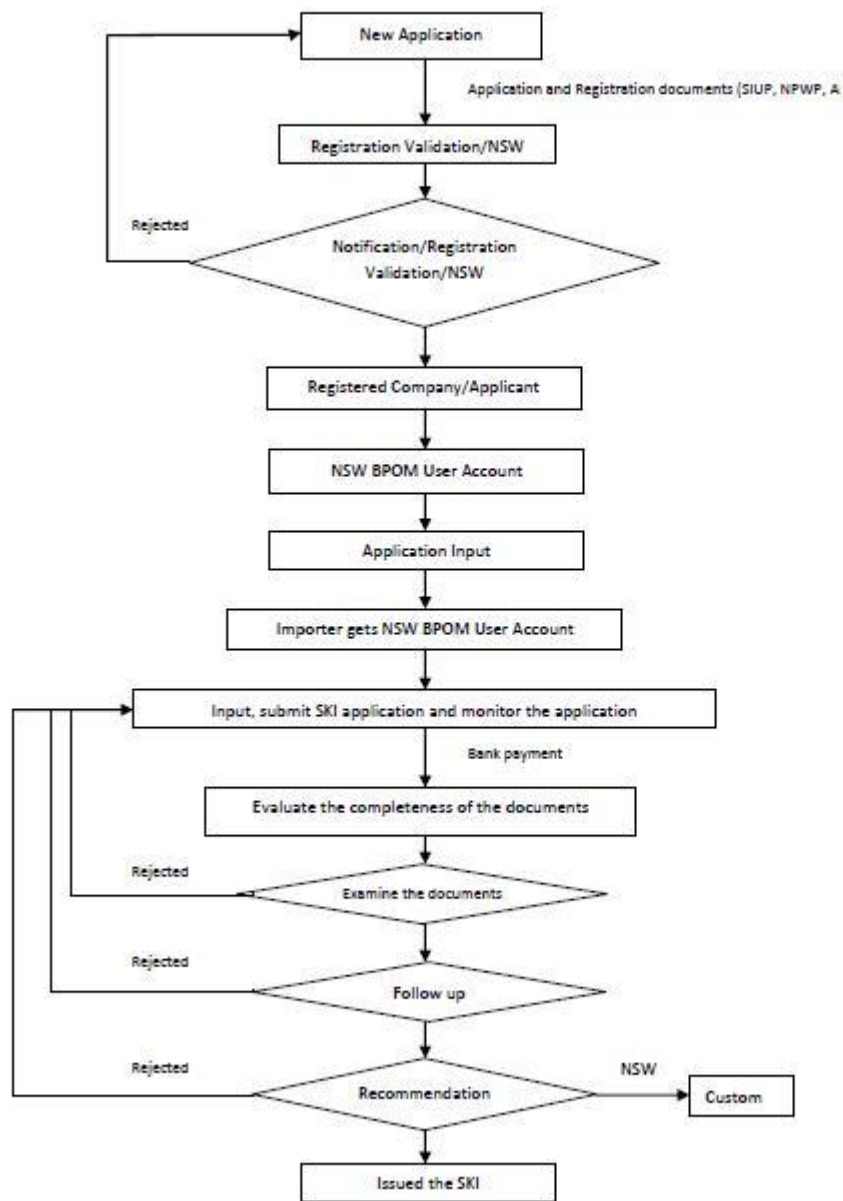 New Application
Application and Registration documents (SIUP, NPWP, A
Registration Validation/NSW
Rejected
Notification/Registration
Validation/NSW
Registered Company/Applicant
NSW BPOM User Account
Application Input
Importer gets NSW BPOM User Account
Input, submit SKI application and monitor the application
Bank payment
Evaluate the completeness of the documents
Rejected
Examine the documents
Rejected
Follow up
Rejected
Recommendation
NSW
Custom
Issued the SKI